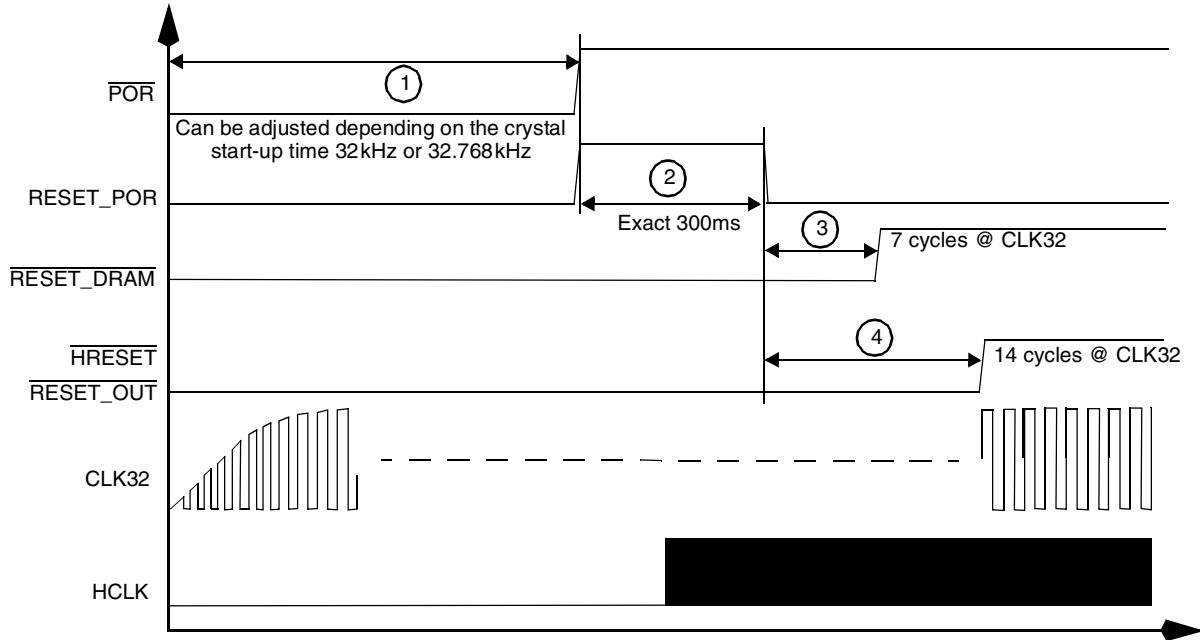 1
POR
Can be adjusted depending on the crystal
start-up time 32kHz or 32.768kHz
2
RESET_POR
Exact 300ms
3
7 cycles @ CLK32
RESET_DRAM
4
HRESET
14 cycles @ CLK32
RESET_OUT
CLK32
HCLK